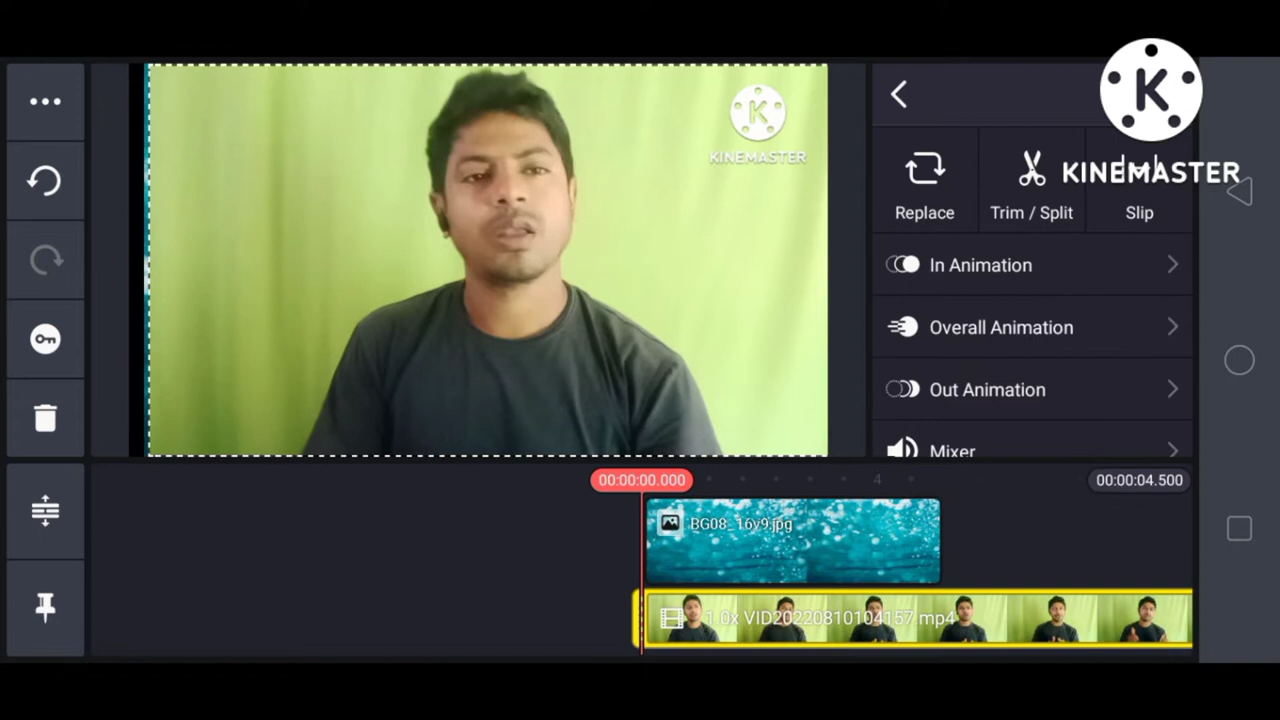 KINEMASTER
KINEMASTER
Replace
Trim / Split
Slip
In Animation
Overall Animation
Out Animation
Mixer
00:00:00.000
4
00:00:04.500
BG08_16v9.jpg
1.0x VID20220810104157 mp4